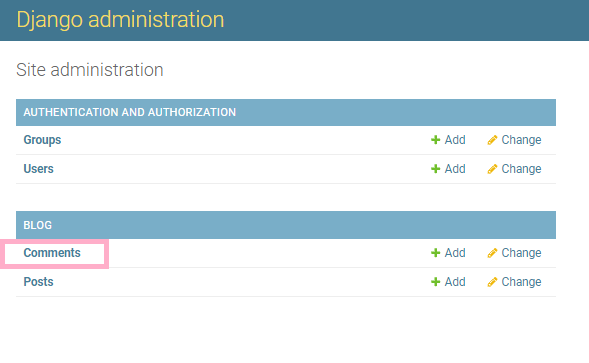 Django administration
Site administration
AUTHENTICATION AND AUTHORIZATION
Groups Add Change
Users Add Change
BLOG
Comments Add Change
Posts Add Change